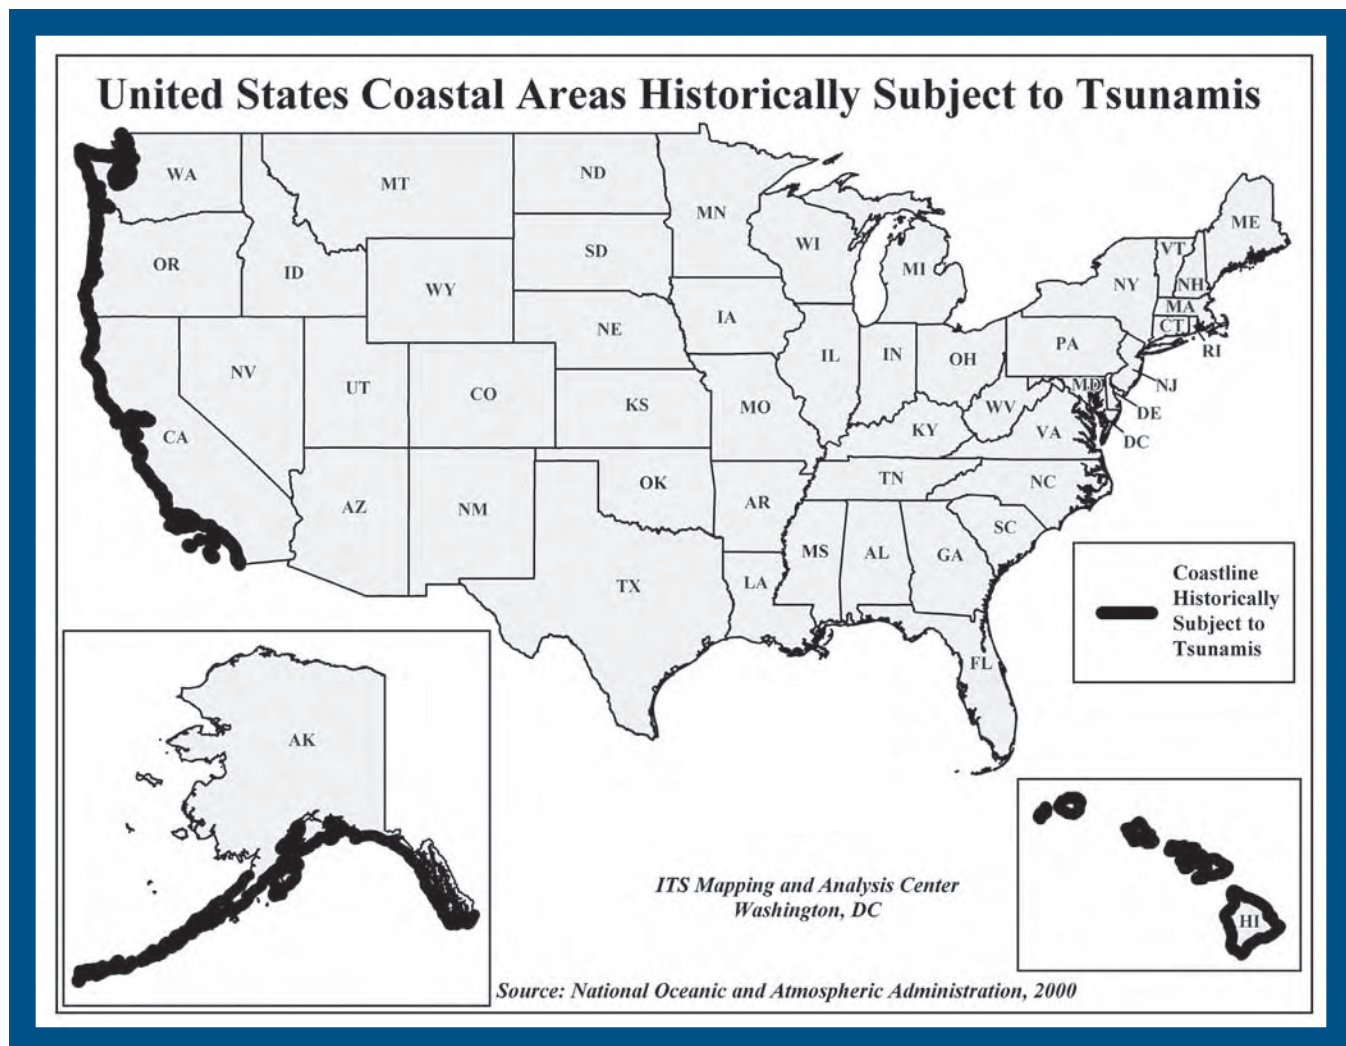 United States Coastal Areas Historically Subject to Tsunamis
WA
MT
ND
MN
ME
OR
ID
SD
WI
MI
VT
NH
NY
WY
MA
IA
CT
NE
RI
NV
UT
CO
IL
IN
OH
PA
NJ
MD
KS
MO
WV
DE
CA
KY
VA
DC
AZ
NM
OK
AR
TN
NC
SC
MS
AL
GA
TX
LA
FL
Coastline
Historically
Subject to
Tsunamis
AK
HI
ITS Mapping and Analysis Center
Washington, DC
Source: National Oceanic and Atmospheric Administration, 2000